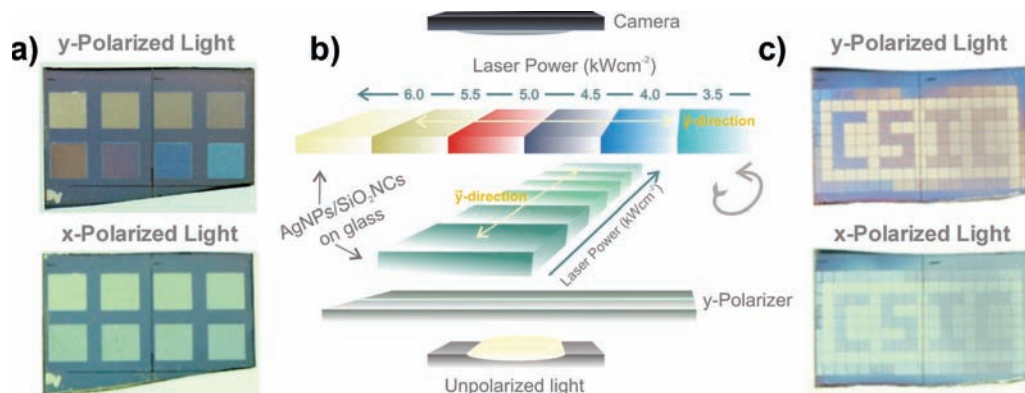 a)
y-Polarized Light
x-Polarized Light
b)
Camera
Laser Power (kWcm-2)
6.0 5.5 5.0 4.5 4.0 3.5
ȳ-direction
ȳ-direction
AgNPs/SiO2NCs
on glass
Laser Power (kWcm-2)
y-Polarizer
Unpolarized light
c)
y-Polarized Light
CSIC
x-Polarized Light
CSIC